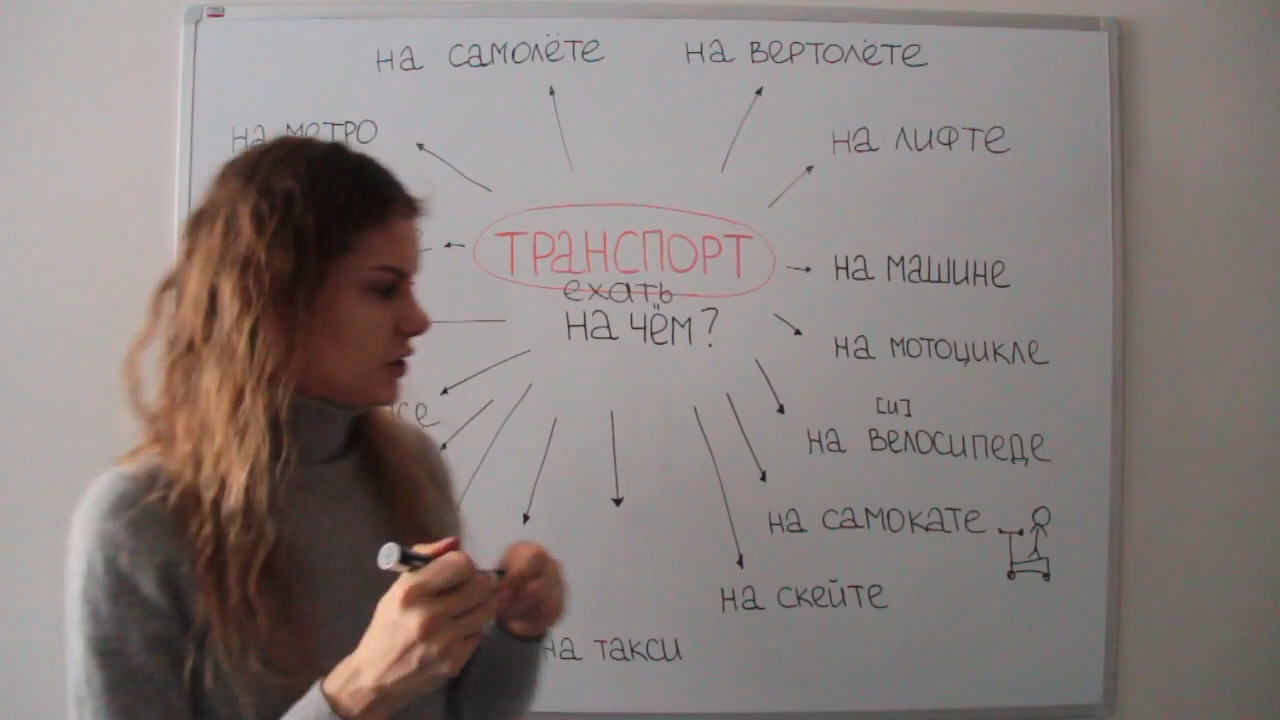 на самолёте
на вертолёте
на метро
на лифте
ТРАНСПОРТ
ехать
на чём?
на машине
на мотоцикле
[и]
на велосипеде
на самокате
на скейте
на такси